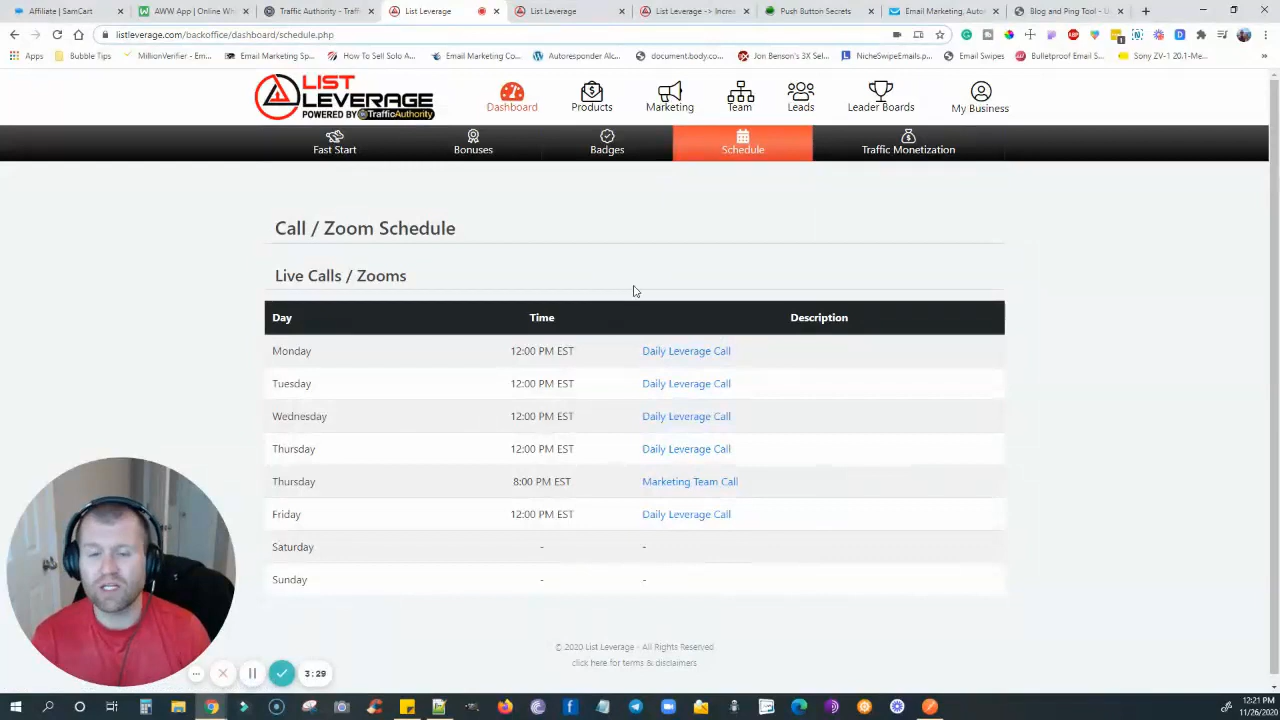 Affiliate | SamCart
AWW App | Online Wh
Traffic Authority - Traffi
List Leverage
List Leverage
List Leverage -> Incre
Push Button Secrets
Email Marketing, Auto
Blog and Ping Tool - U
listleverage.com/backoffice/dashboard/schedule.php
Apps
Bubble Tips
MillionVerifier - Em...
Email Marketing Sp...
How To Sell Solo A...
Email Marketing Co...
Autoresponder Alc...
document.body.co...
Jon Benson's 3X Sel...
NicheSwipeEmails E...
Email Swipes
Bulletproof Email S...
Sony ZV-1 20.1-Me...
LIST
LEVERAGE
POWERED BY TrafficAuthority
Dashboard
Products
Marketing
Team
Leads
Leader Boards
My Business
Fast Start
Bonuses
Badges
Schedule
Traffic Monetization
Call / Zoom Schedule
Live Calls / Zooms
Day Time Description
Monday 12:00 PM EST Daily Leverage Call
Tuesday 12:00 PM EST Daily Leverage Call
Wednesday 12:00 PM EST Daily Leverage Call
Thursday 12:00 PM EST Daily Leverage Call
Thursday 8:00 PM EST Marketing Team Call
Friday 12:00 PM EST Daily Leverage Call
Saturday - -
Sunday - -
© 2020 List Leverage - All Rights Reserved
click here for terms & disclaimers
3:29
12:21 PM
11/26/2020